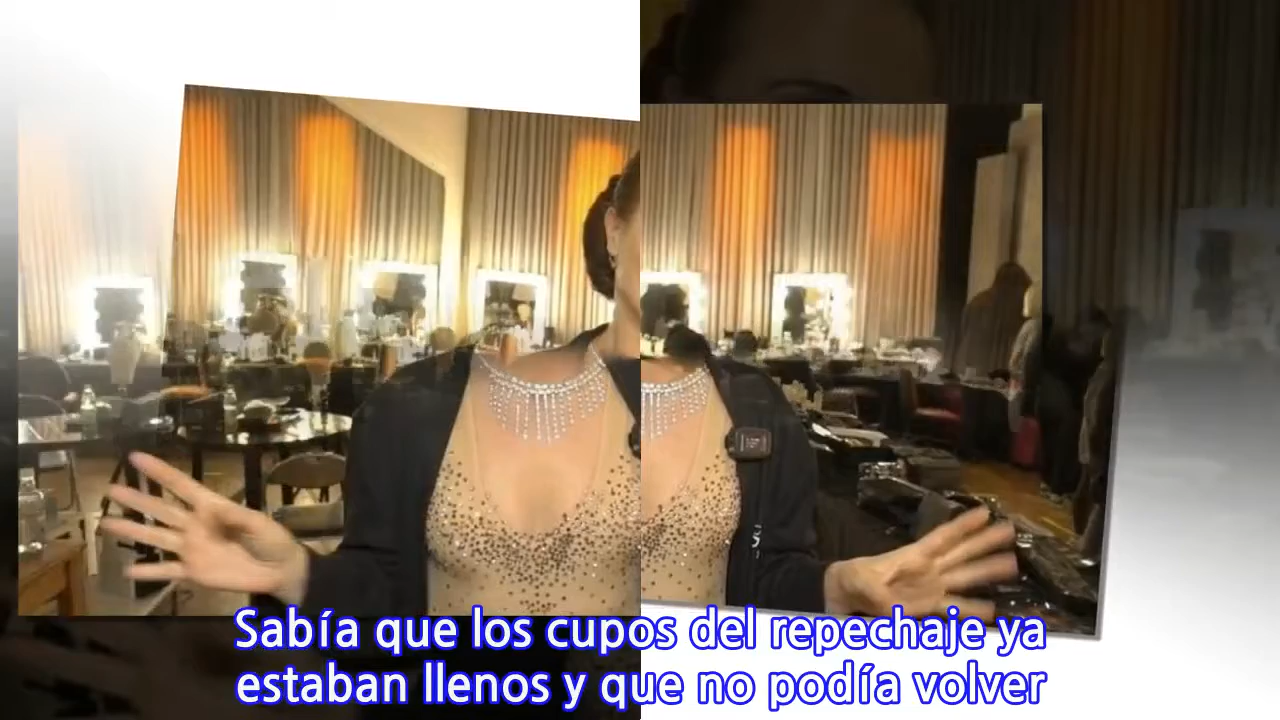 Sabía que los cupos del repechaje ya
estaban llenos y que no podía volver